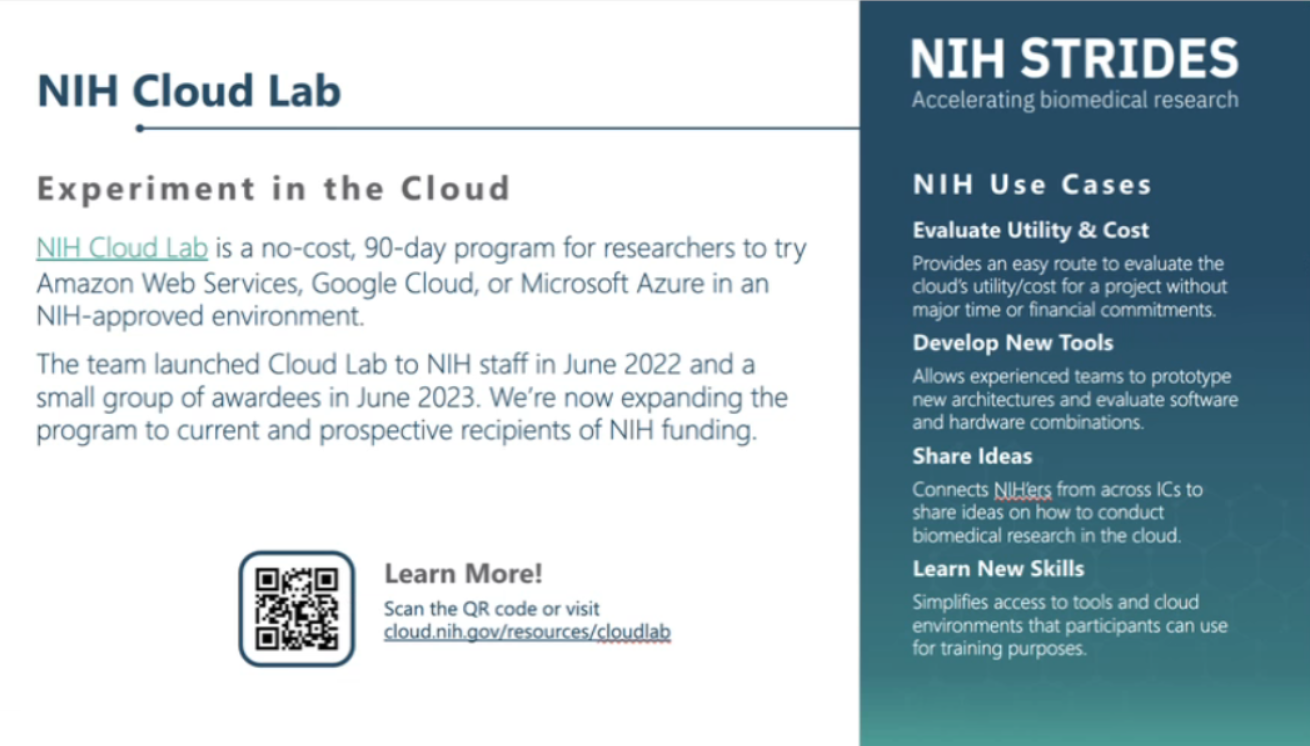 NIH Cloud Lab
Experiment in the Cloud
NIH Cloud Lab is a no-cost, 90-day program for researchers to try
Amazon Web Services, Google Cloud, or Microsoft Azure in an
NIH-approved environment.
The team launched Cloud Lab to NIH staff in June 2022 and a
small group of awardees in June 2023. We're now expanding the
program to current and prospective recipients of NIH funding.
Learn More!
Scan the QR code or visit
cloud.nih.gov/resources/cloudlab
NIH STRIDES
Accelerating biomedical research
NIH Use Cases
Evaluate Utility & Cost
Provides an easy route to evaluate the
cloud's utility/cost for a project without
major time or financial commitments.
Develop New Tools
Allows experienced teams to prototype
new architectures and evaluate software
and hardware combinations.
Share Ideas
Connects NIH'ers from across ICs to
share ideas on how to conduct
biomedical research in the cloud.
Learn New Skills
Simplifies access to tools and cloud
environments that participants can use
for training purposes.